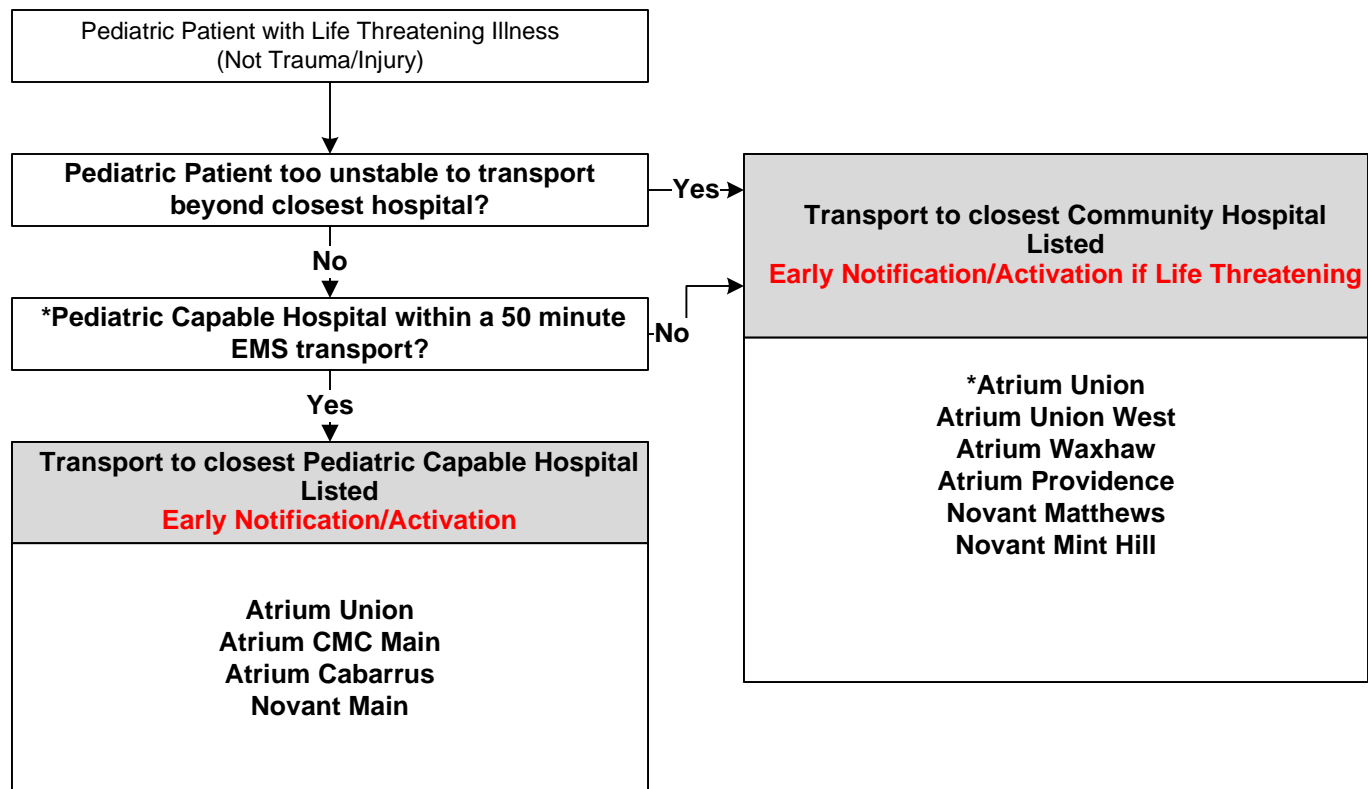 Pediatric Patient with Life Threatening Illness
(Not Trauma/Injury)
Pediatric Patient too unstable to transport
beyond closest hospital?
Yes
No
*Pediatric Capable Hospital within a 50 minute
EMS transport?
No
Yes
Transport to closest Pediatric Capable Hospital
Listed
Early Notification/Activation
Atrium Union
Atrium CMC Main
Atrium Cabarrus
Novant Main
Transport to closest Community Hospital
Listed
Early Notification/Activation if Life Threatening
*Atrium Union
Atrium Union West
Atrium Waxhaw
Atrium Providence
Novant Matthews
Novant Mint Hill